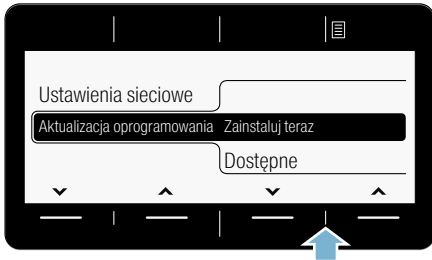 Ustawienia sieciowe
Aktualizacja oprogramowania Zainstaluj teraz
Dostępne